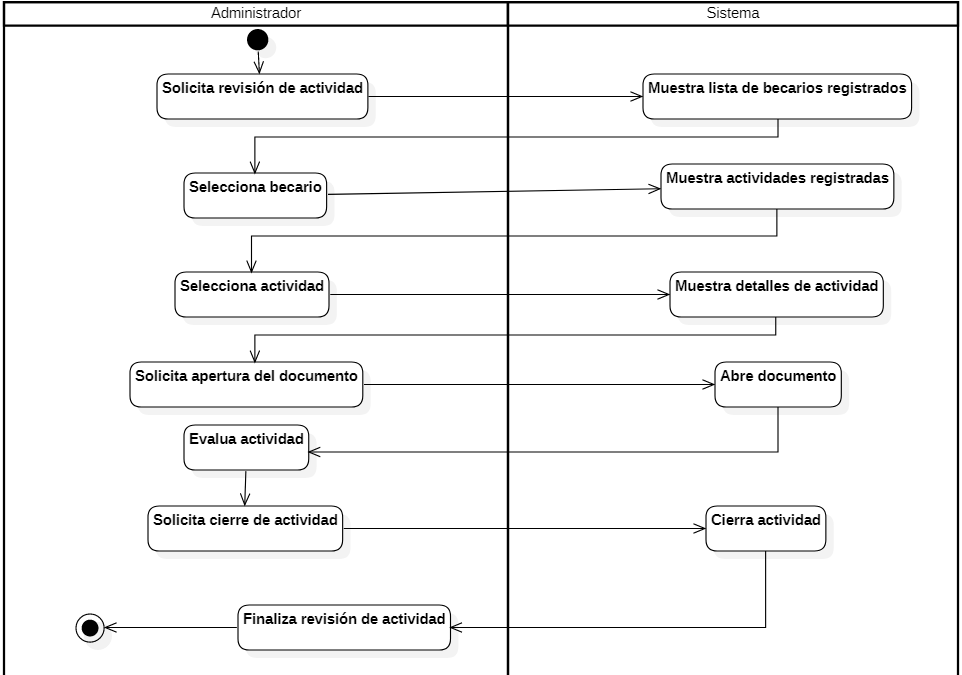 Administrador
Sistema
Solicita revisión de actividad
Muestra lista de becarios registrados
Selecciona becario
Muestra actividades registradas
Selecciona actividad
Muestra detalles de actividad
Solicita apertura del documento
Abre documento
Evalua actividad
Solicita cierre de actividad
Cierra actividad
Finaliza revisión de actividad